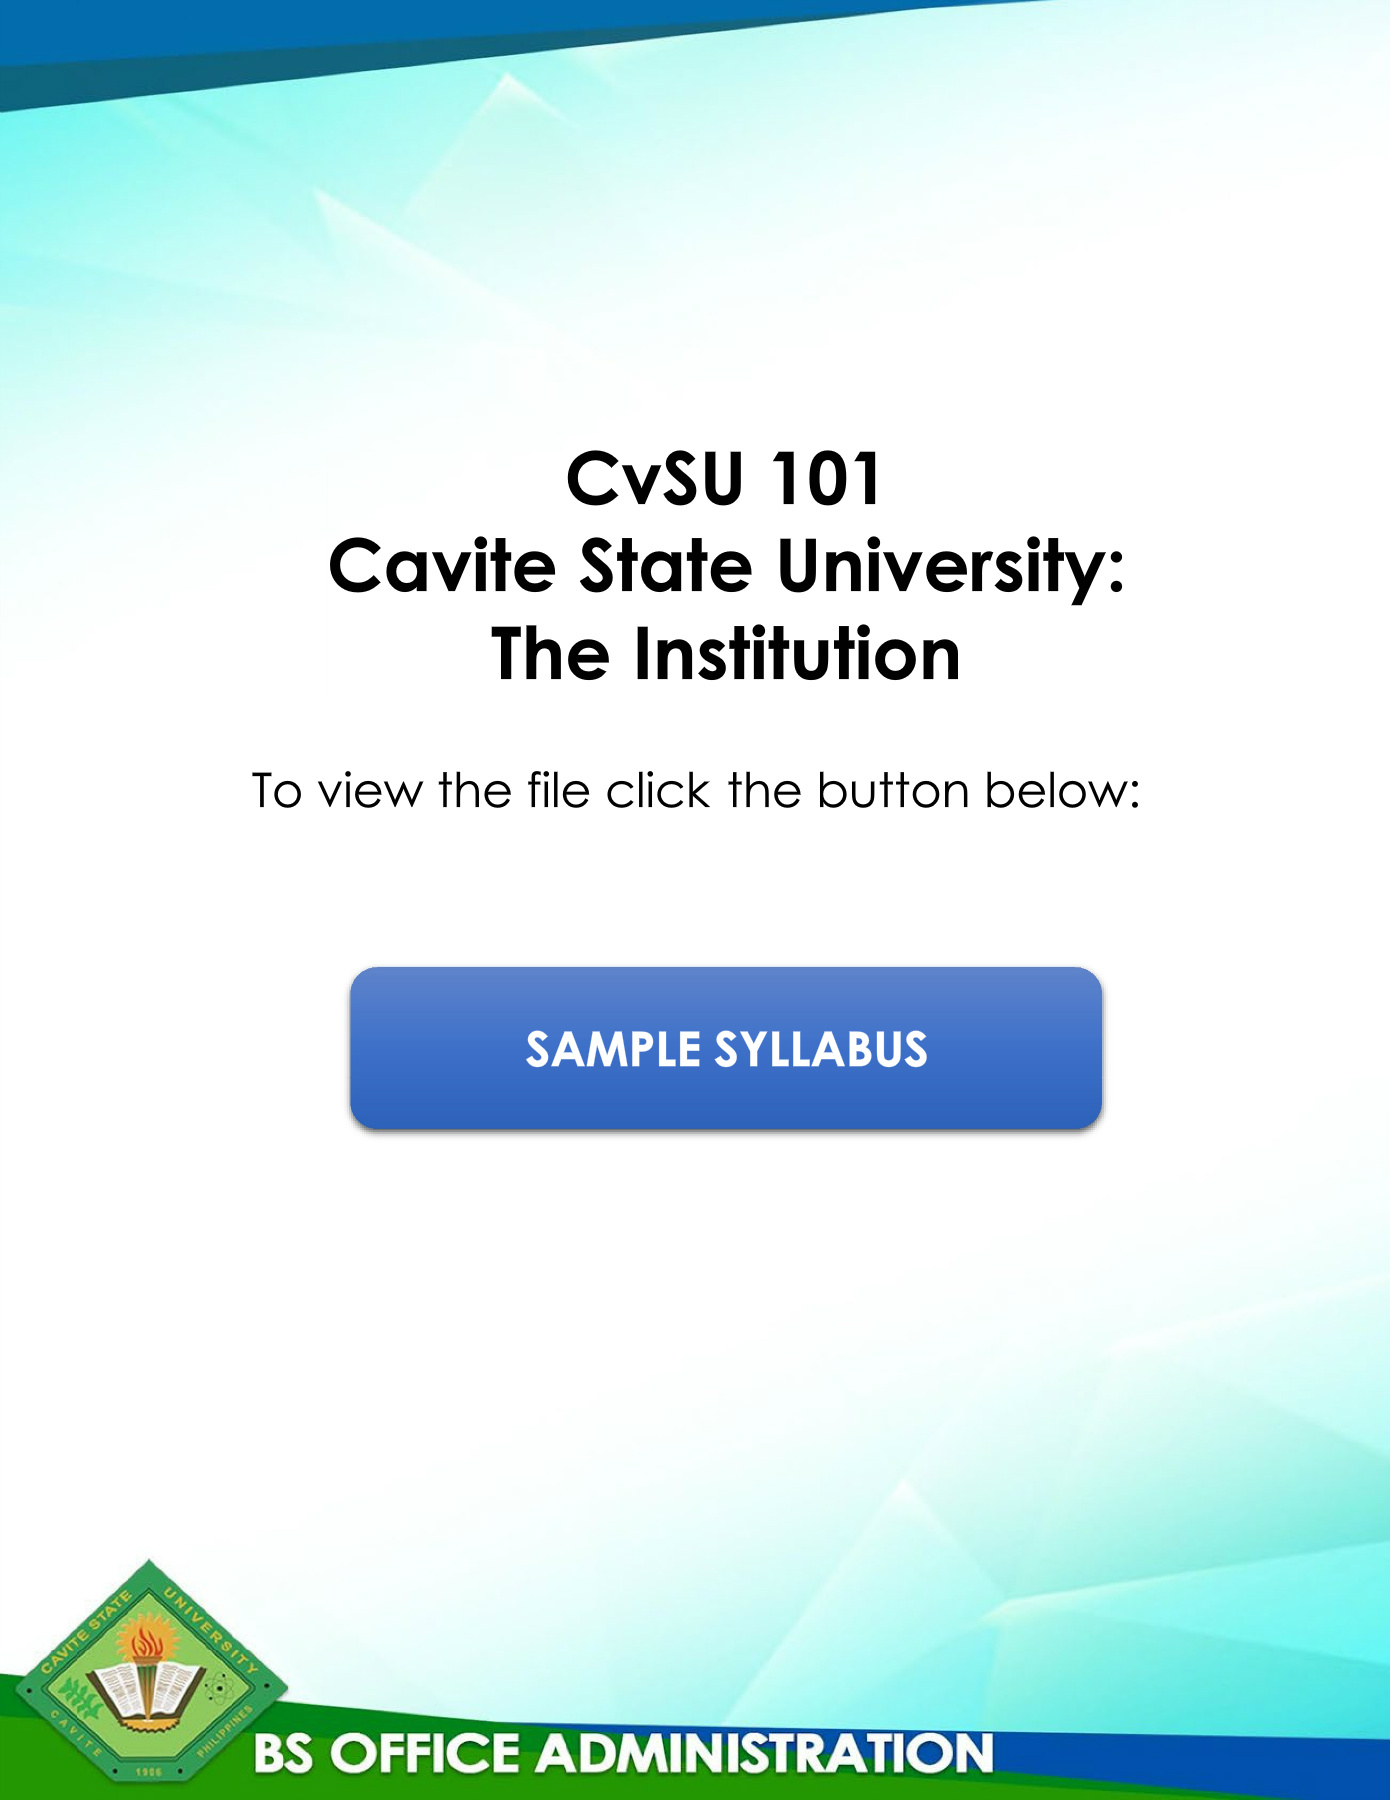 CvSU 101
Cavite State University:
The Institution
To view the file click the button below:
SAMPLE SYLLABUS
CAVITE STATE UNIVERSITY
CAVITE PHILIPPINES
1906
BS OFFICE ADMINISTRATION